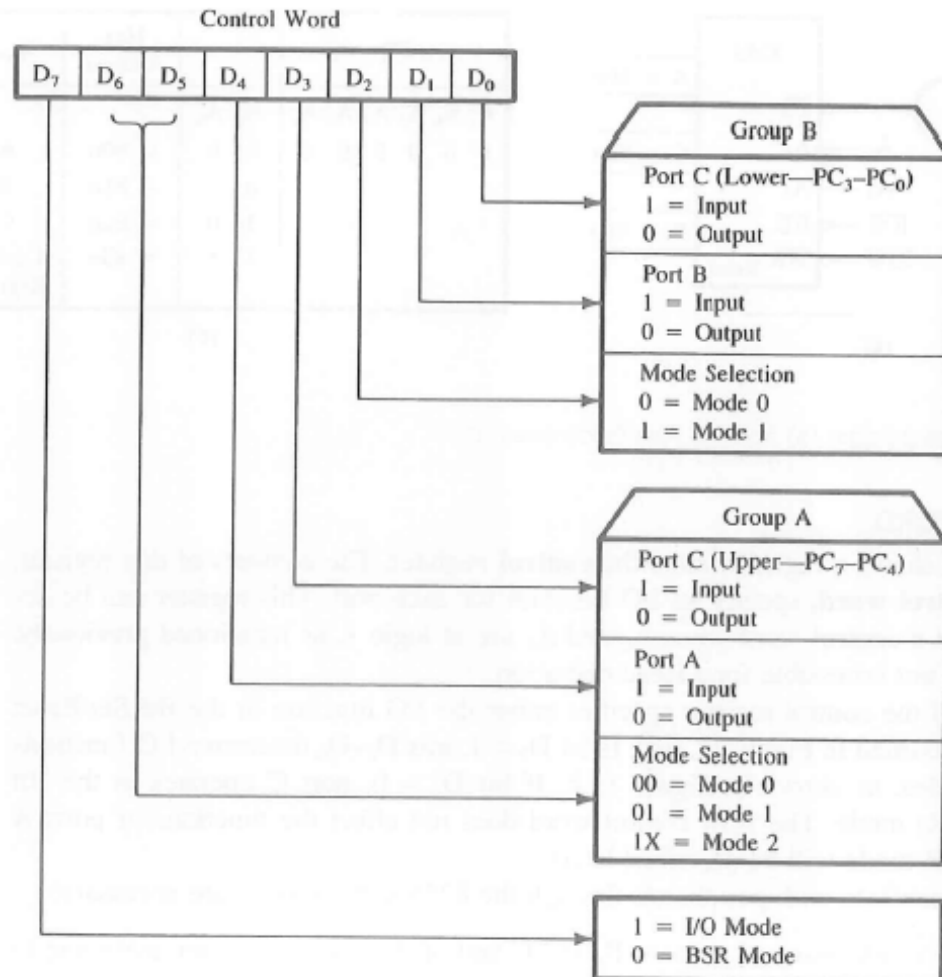 Control Word
D₇ D₆ D₅ D₄ D₃ D₂ D₁ D₀
Group B
Port C (Lower—PC₃–PC₀)
1 = Input
0 = Output
Port B
1 = Input
0 = Output
Mode Selection
0 = Mode 0
1 = Mode 1
Group A
Port C (Upper—PC₇–PC₄)
1 = Input
0 = Output
Port A
1 = Input
0 = Output
Mode Selection
00 = Mode 0
01 = Mode 1
1X = Mode 2
1 = I/O Mode
0 = BSR Mode